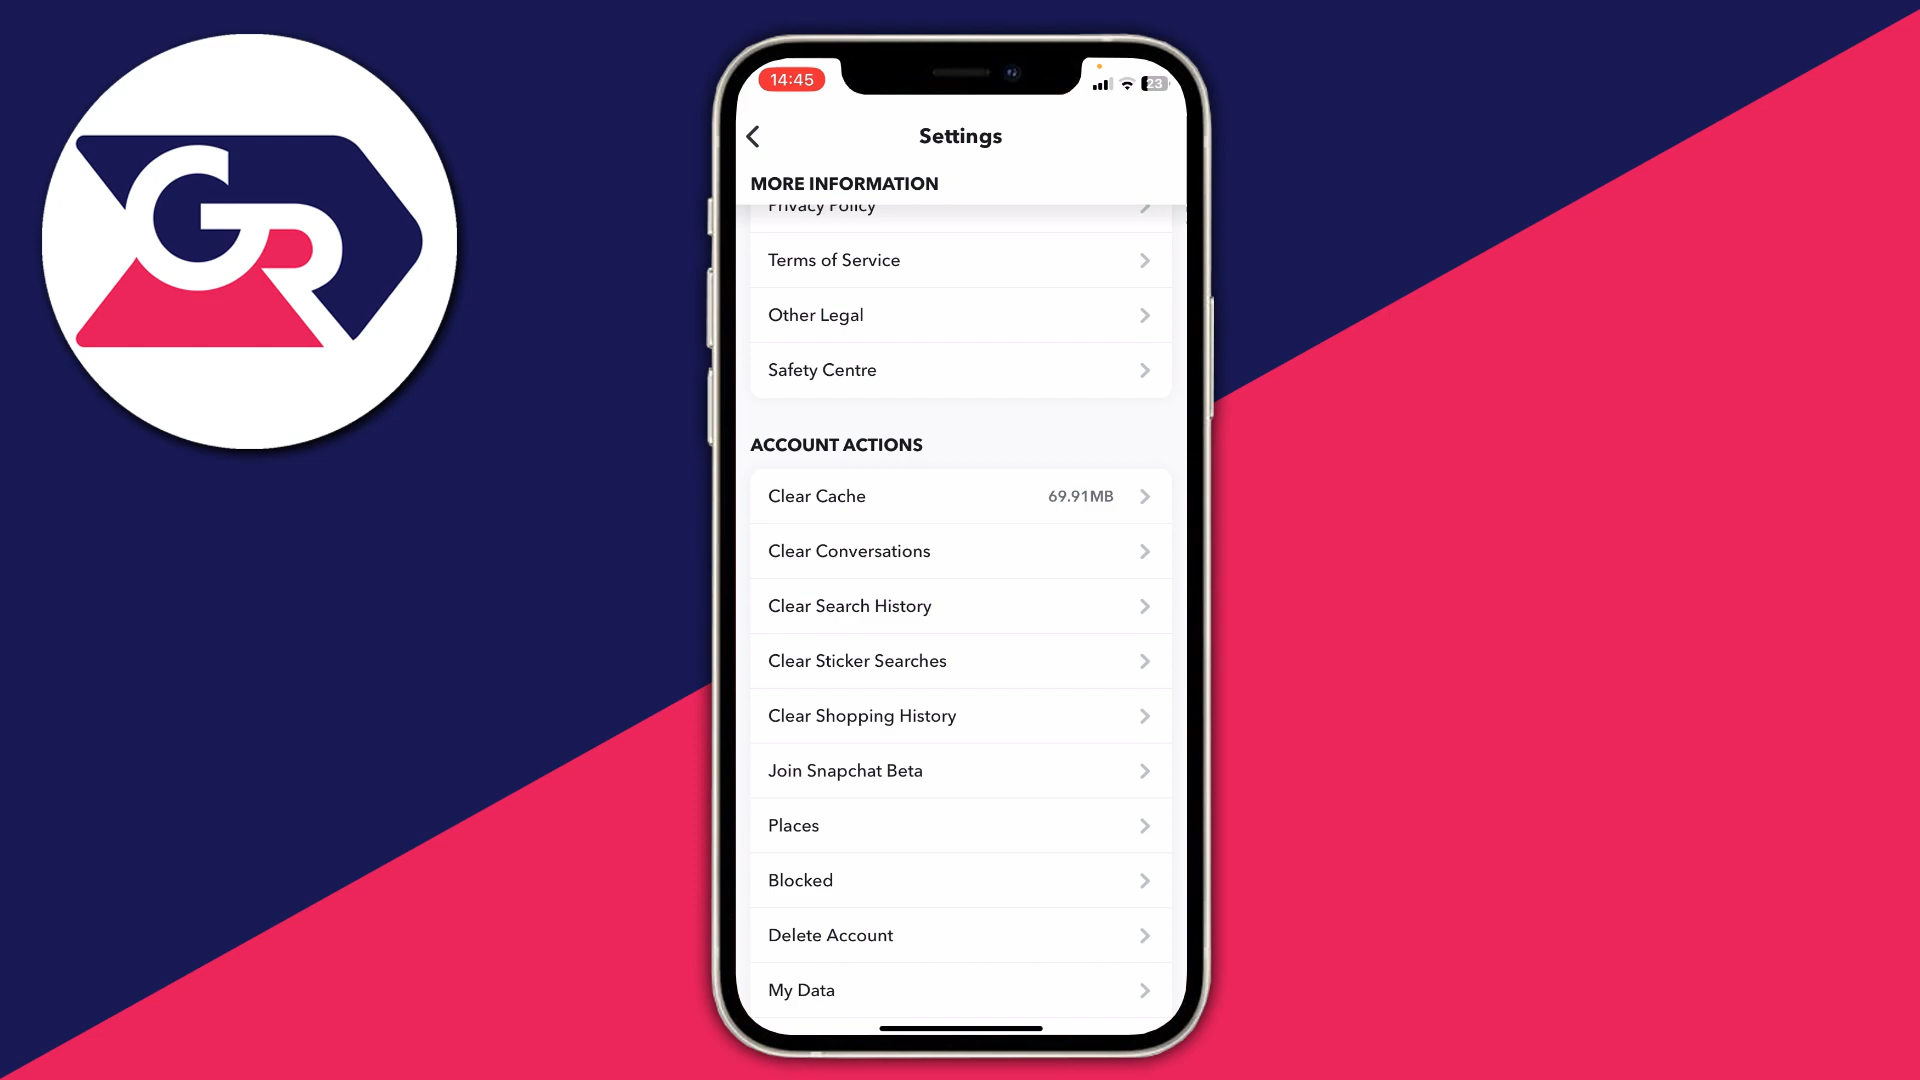 GR
14:45
23
Settings
MORE INFORMATION
Privacy Policy
Terms of Service
Other Legal
Safety Centre
ACCOUNT ACTIONS
Clear Cache 69.91MB
Clear Conversations
Clear Search History
Clear Sticker Searches
Clear Shopping History
Join Snapchat Beta
Places
Blocked
Delete Account
My Data